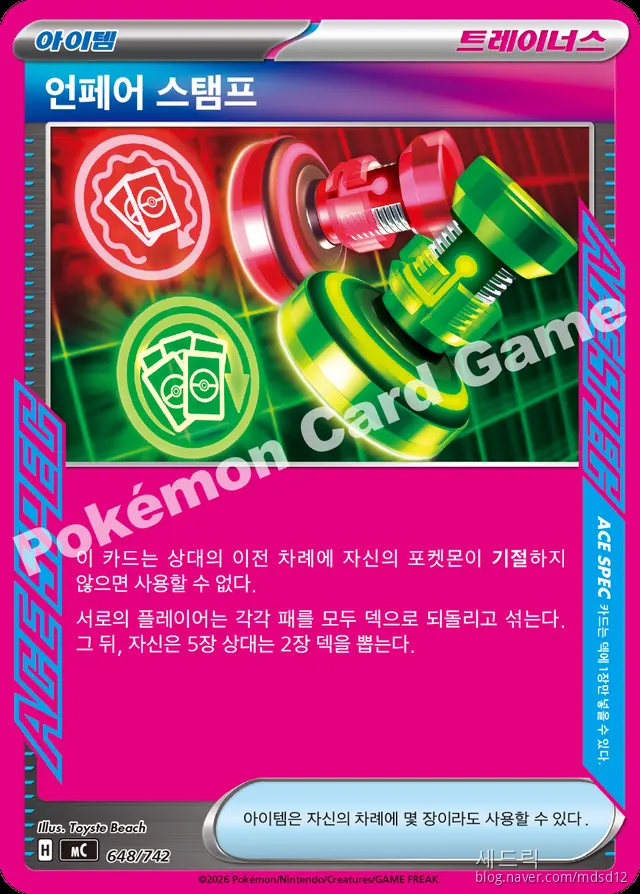 아이템
트레이너스
언페어 스탬프
ACE SPEC
Pokémon Card Game
이 카드는 상대의 이전 차례에 자신의 포켓몬이 기절하지
않으면 사용할 수 없다.
서로의 플레이어는 각각 패를 모두 덱으로 되돌리고 섞는다.
그 뒤, 자신은 5장 상대는 2장 덱을 뽑는다.
ACE SPEC
ACE SPEC 카드는 덱에 1장만 넣을 수 있다.
아이템은 자신의 차례에 몇 장이라도 사용할 수 있다.
Illus. Toyste Beach
H mC 648/742
©2026 Pokémon/Nintendo/Creatures/GAME FREAK.
세드릭
blog.naver.com/mdsd12